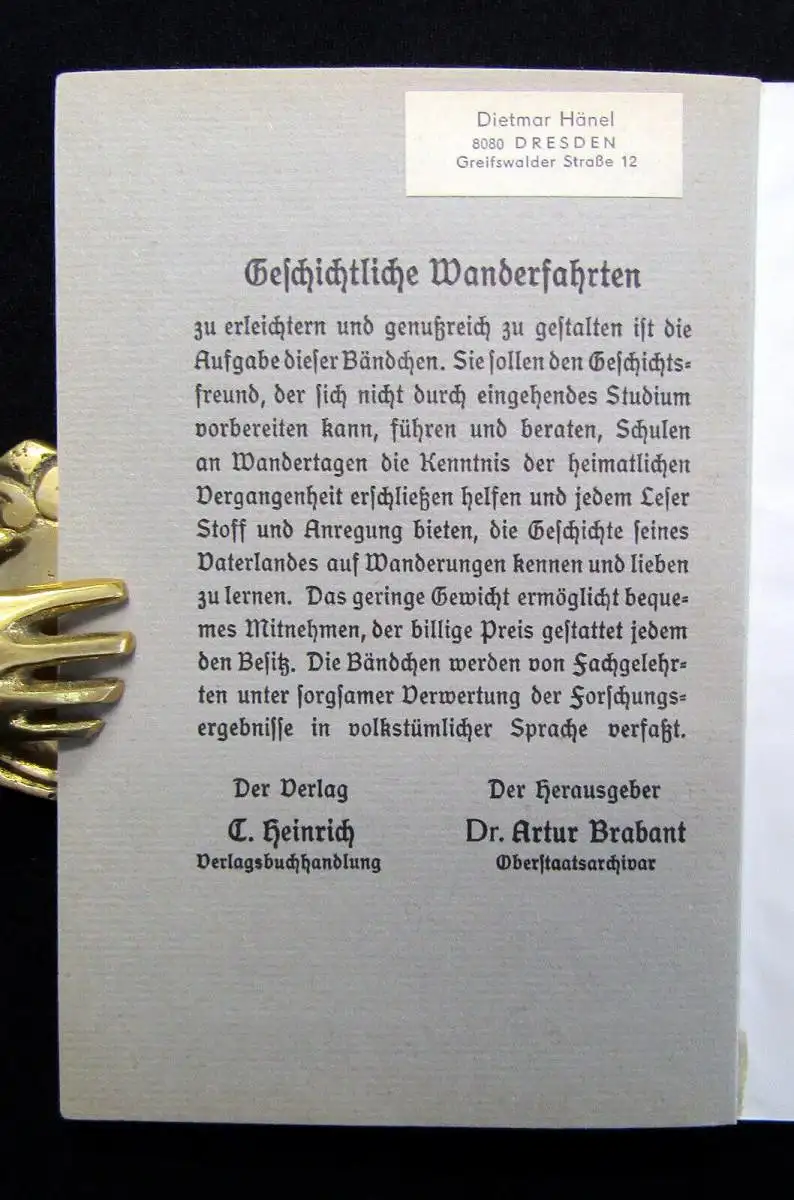 Dietmar Hänel
8080 DRESDEN
Greifswalder Straße 12
Geſchichtliche Wanderfahrten
zu erleichtern und genußreich zu geſtalten iſt die
Aufgabe dieſer Bändchen. Sie ſollen den Geſchichts⸗
freund, der ſich nicht durch eingehendes Studium
vorbereiten kann, führen und beraten, Schulen
an Wandertagen die Kenntnis der heimatlichen
Vergangenheit erſchließen helfen und jedem Leſer
Stoff und Anregung bieten, die Geſchichte ſeines
Vaterlandes auf Wanderungen kennen und lieben
zu lernen. Das geringe Gewicht ermöglicht beque⸗
mes Mitnehmen, der billige Preis geſtattet jedem
den Beſitz. Die Bändchen werden von Fachgelehr⸗
ten unter ſorgſamer Verwertung der Forſchungs⸗
ergebniſſe in volkstümlicher Sprache verfaßt.
Der Verlag
C. Heinrich
Verlagsbuchhandlung
Der Herausgeber
Dr. Artur Brabant
Oberſtaatsarchivar